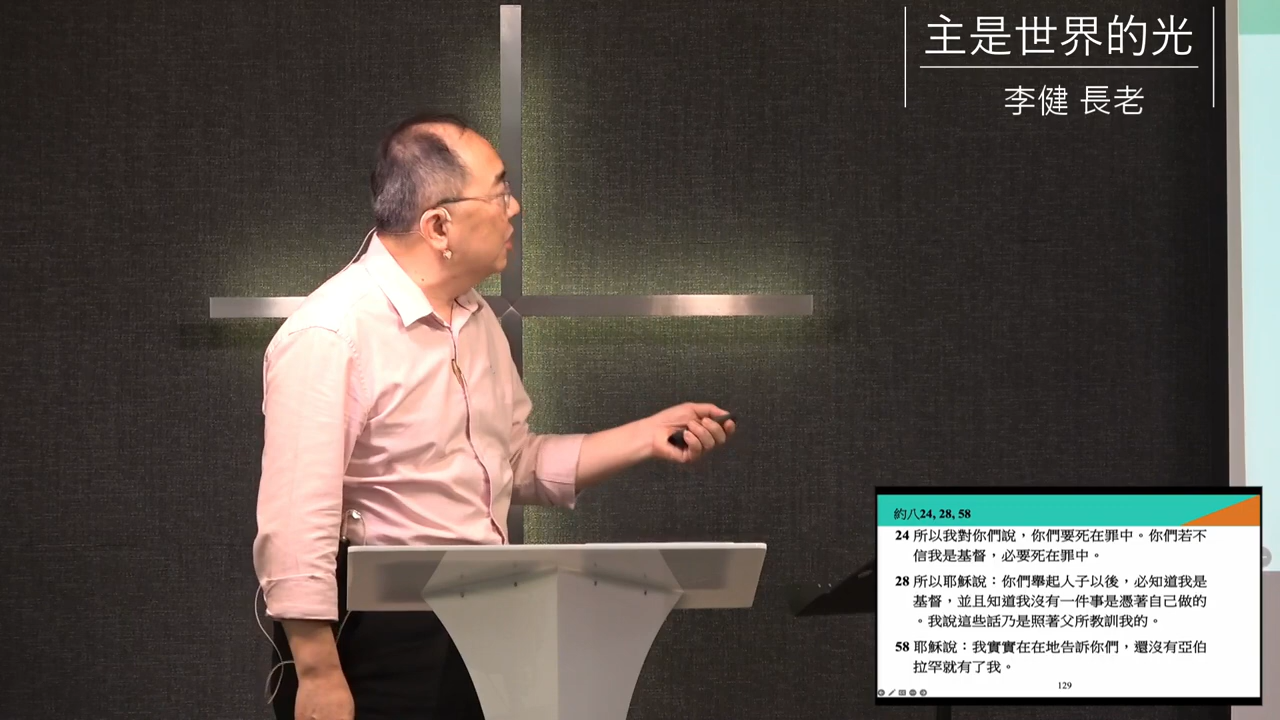 主是世界的光
李健 長老
約八24, 28, 58
24 所以我對你們說，你們要死在罪中。你們若不
信我是基督，必要死在罪中。
28 所以耶穌說：你們舉起人子以後，必知道我是
基督，並且知道我沒有一件事是憑著自己做的
。我說這些話乃是照著父所教訓我的。
58 耶穌說：我實實在在地告訴你們，還沒有亞伯
拉罕就有了我。
129